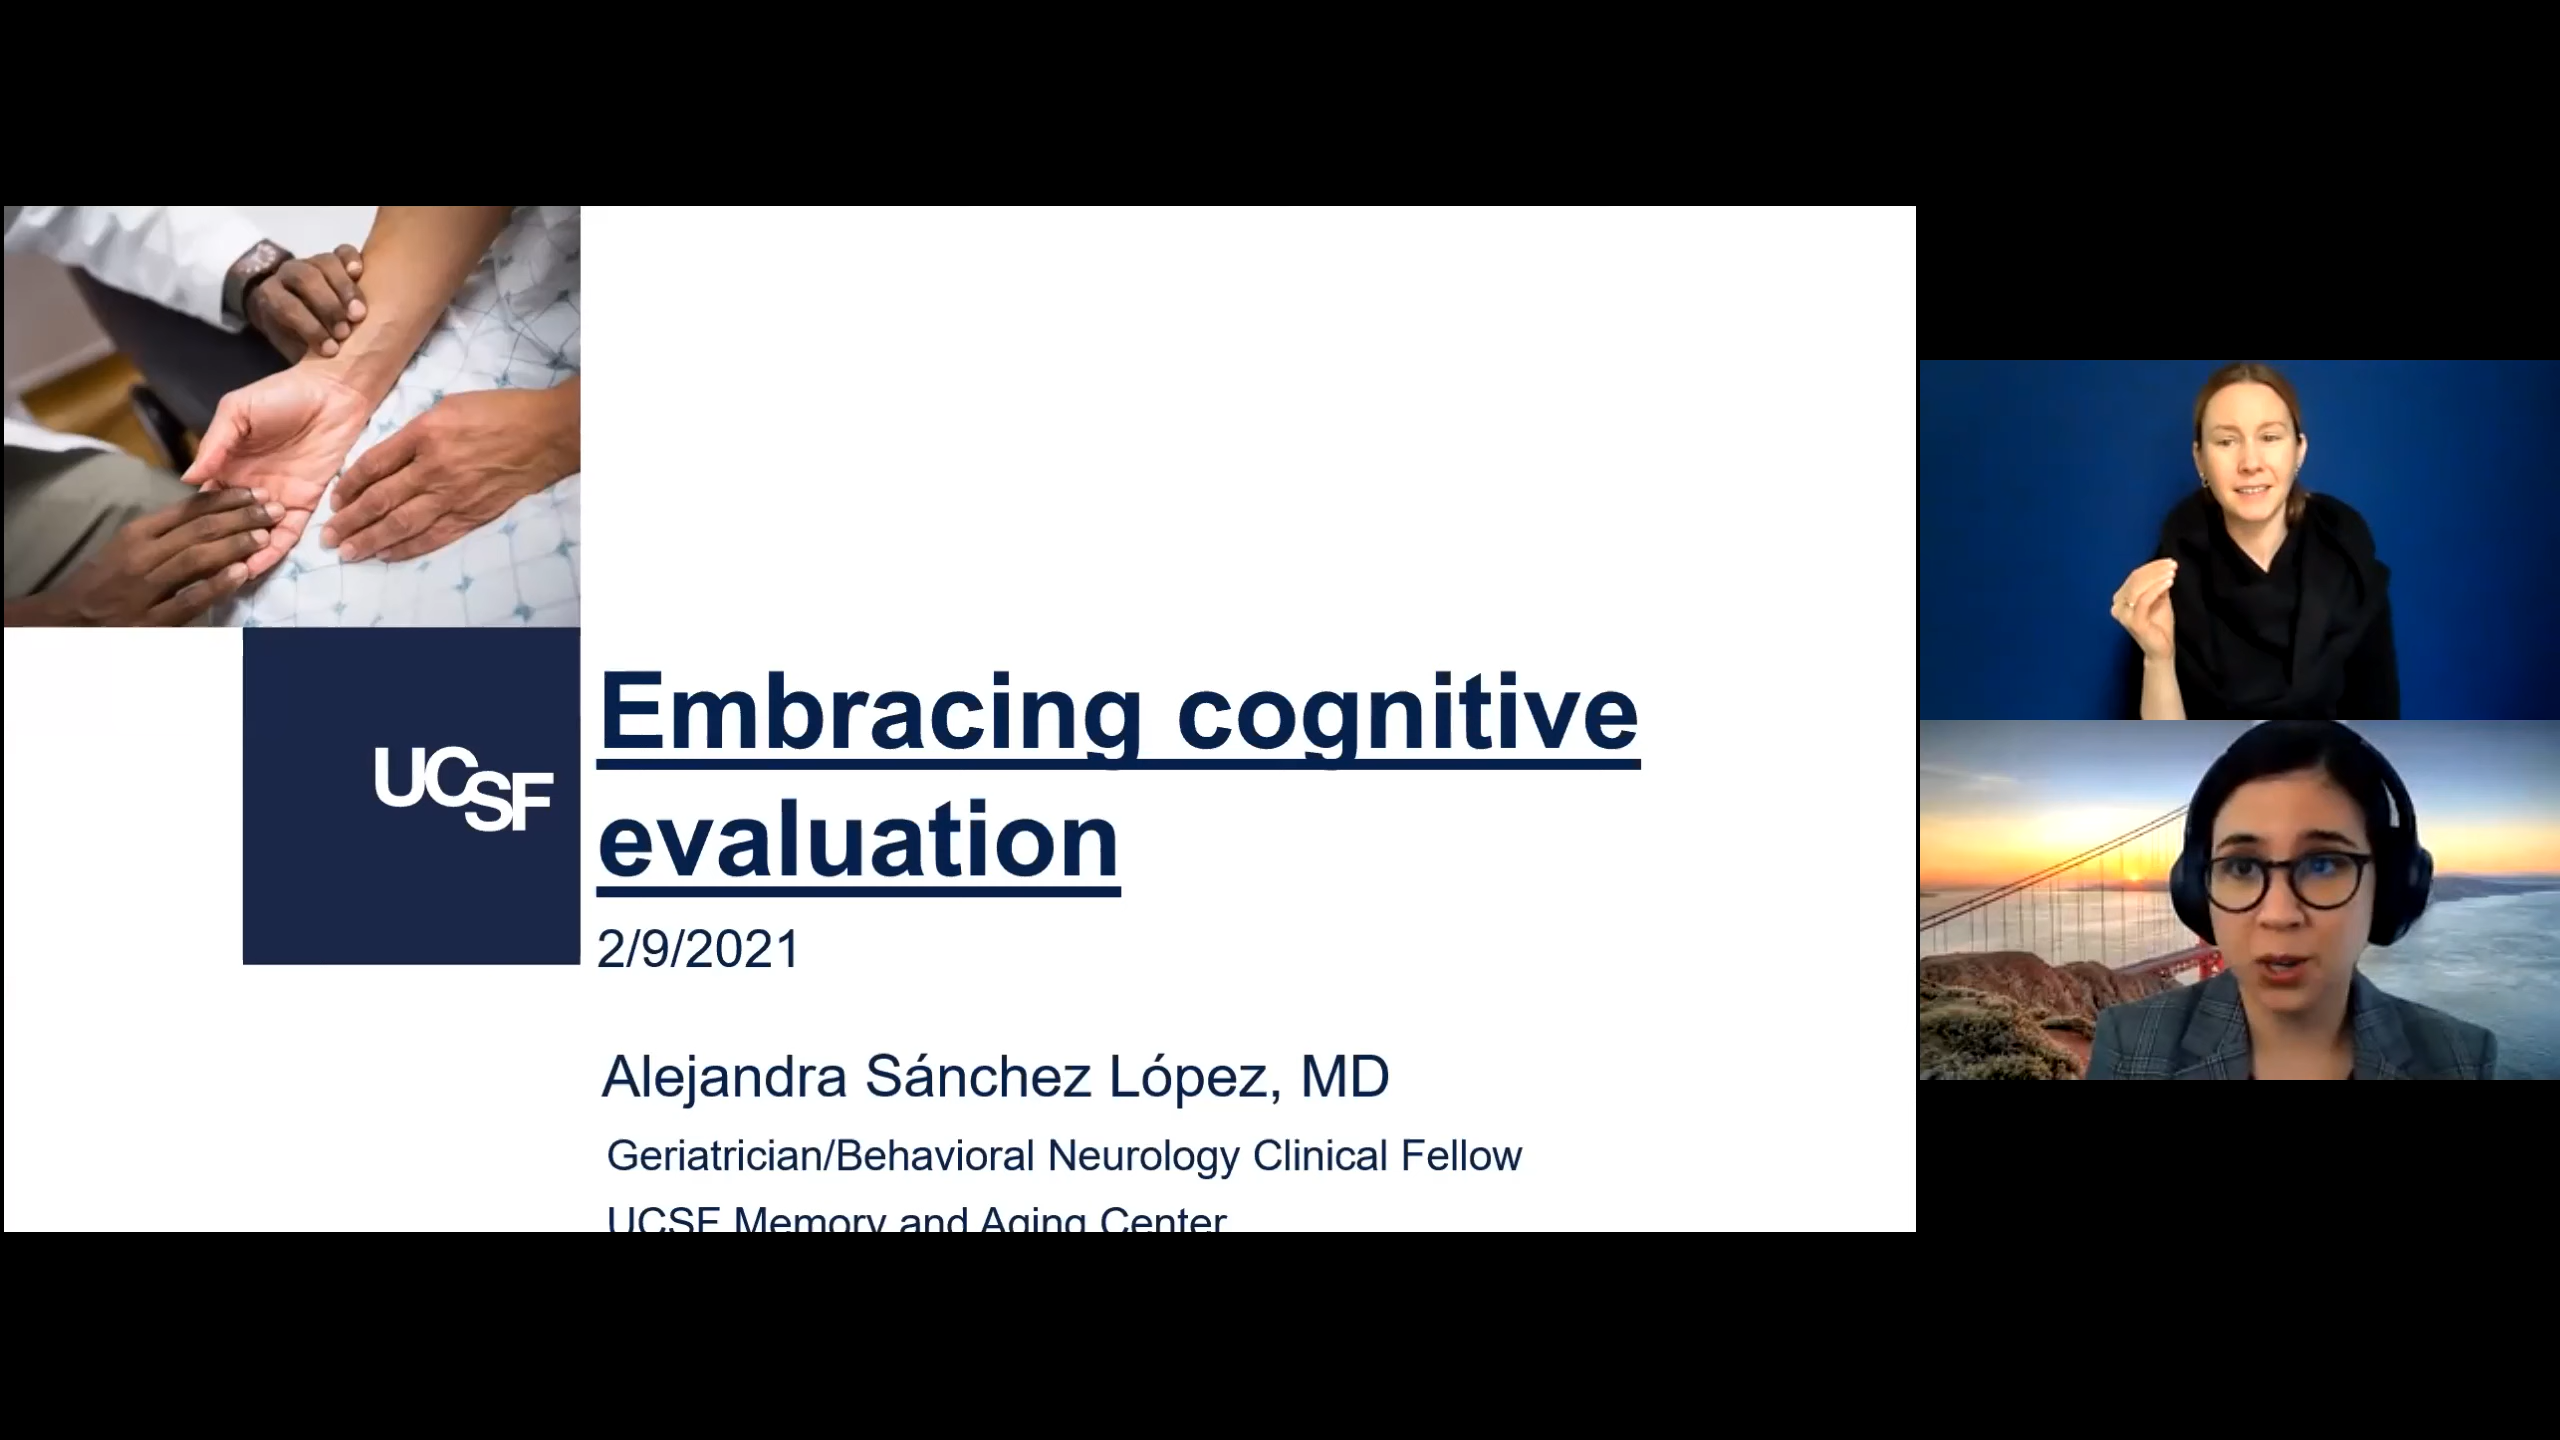 UCSF
Embracing cognitive
evaluation
2/9/2021
Alejandra Sánchez López, MD
Geriatrician/Behavioral Neurology Clinical Fellow
UCSF Memory and Aging Center